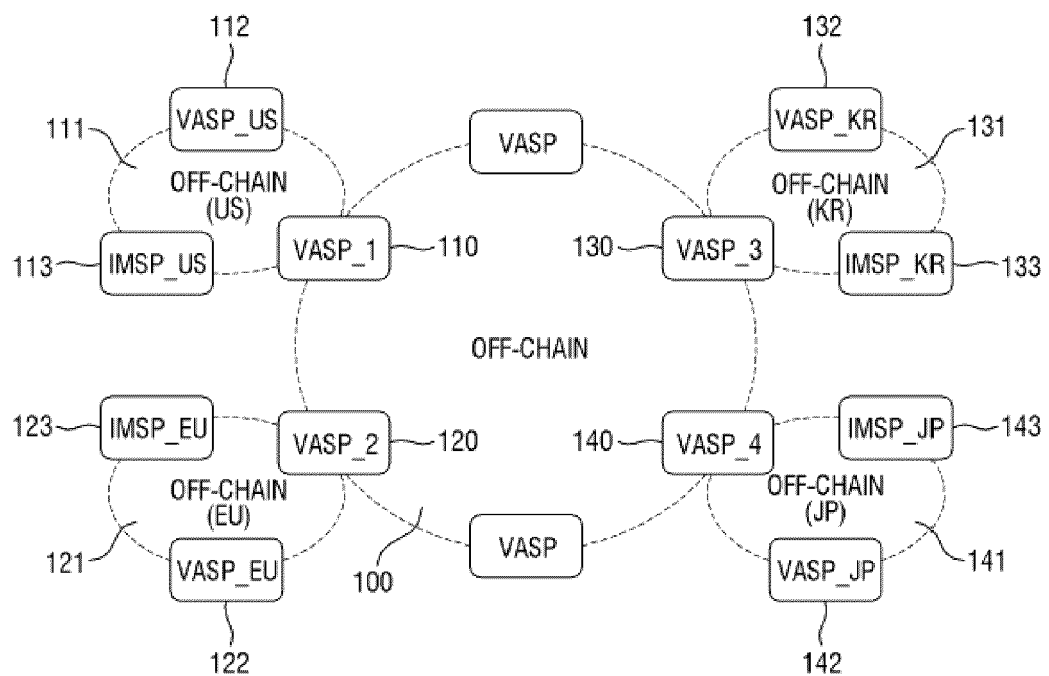 112
132
VASP_US
VASP_KR
111
131
VASP
OFF-CHAIN
(US)
OFF-CHAIN
(KR)
113
IMSP_US
VASP_1
110
130
VASP_3
IMSP_KR
133
OFF-CHAIN
123
IMSP_EU
VASP_2
120
140
VASP_4
IMSP_JP
143
OFF-CHAIN
(EU)
OFF-CHAIN
(JP)
VASP
121
VASP_EU
100
VASP_JP
141
122
142